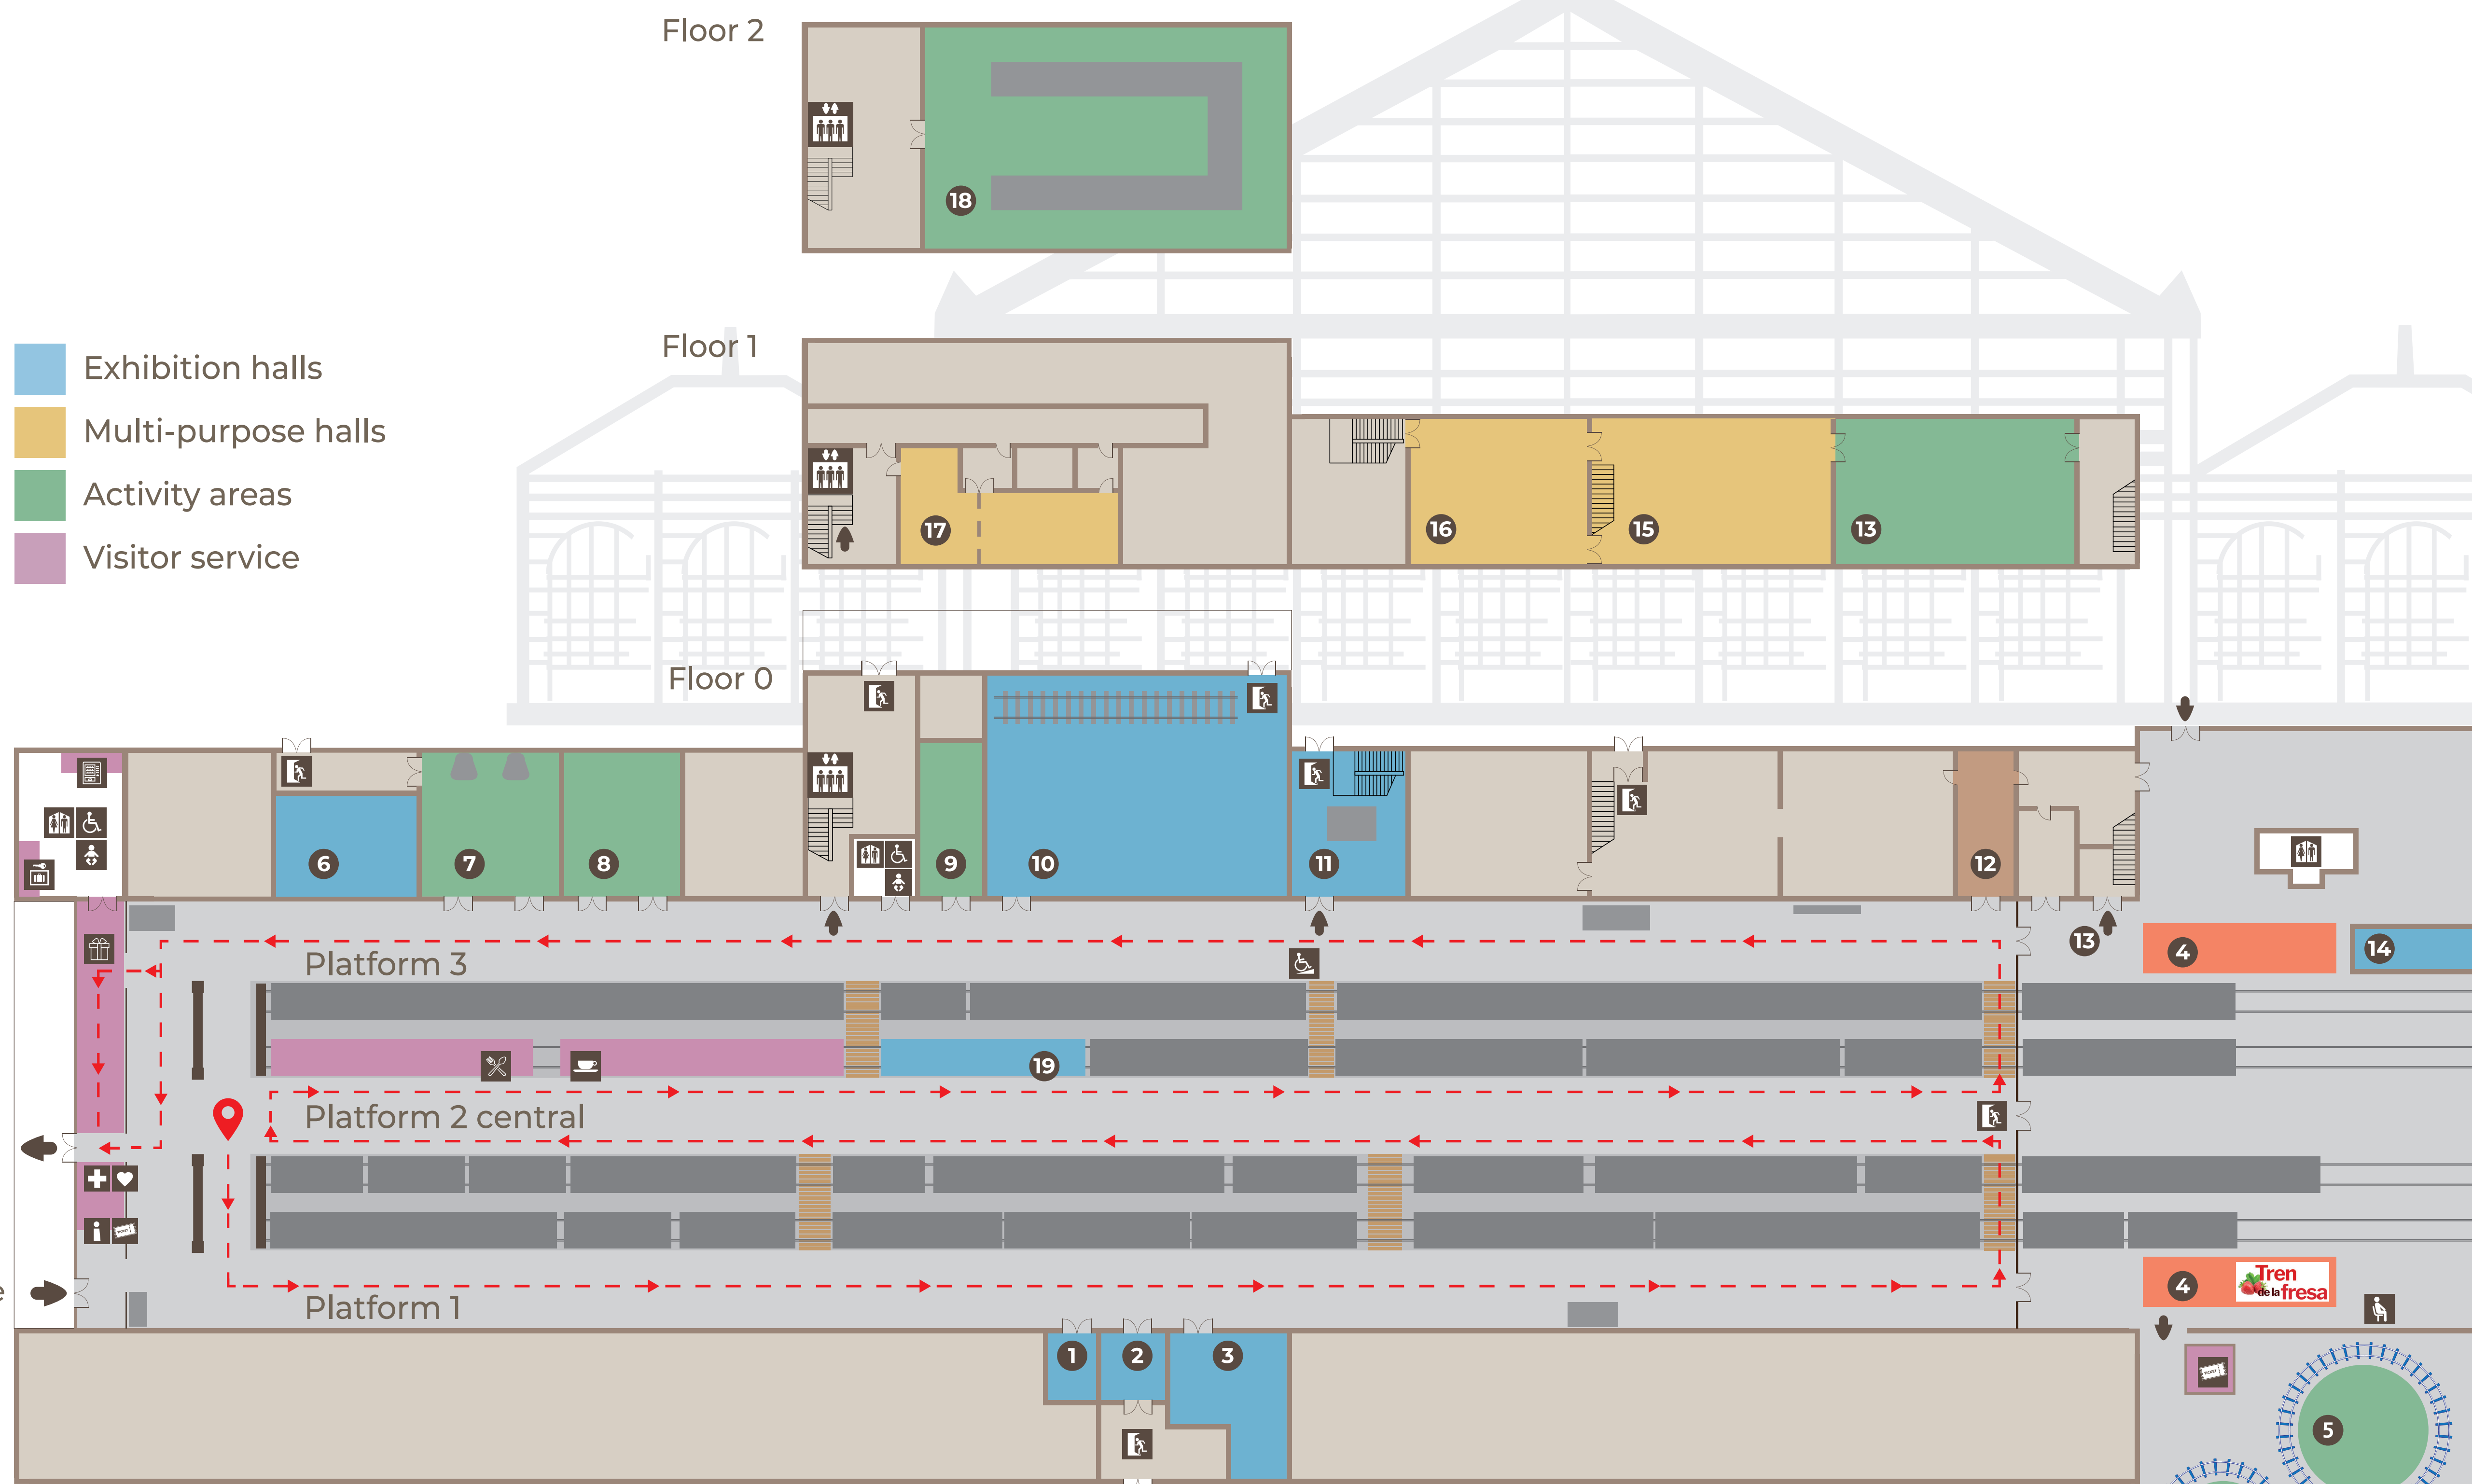 Floor 2
18
Floor 1
Exhibition halls
Multi-purpose halls
Activity areas
Visitor service
17
16
15
13
Floor 0
6
7
8
9
10
11
12
13
4
14
Platform 3
19
Platform 2 central
TICKET
e
Platform 1
4
Tren
de la fresa
1
2
3
TICKET
5